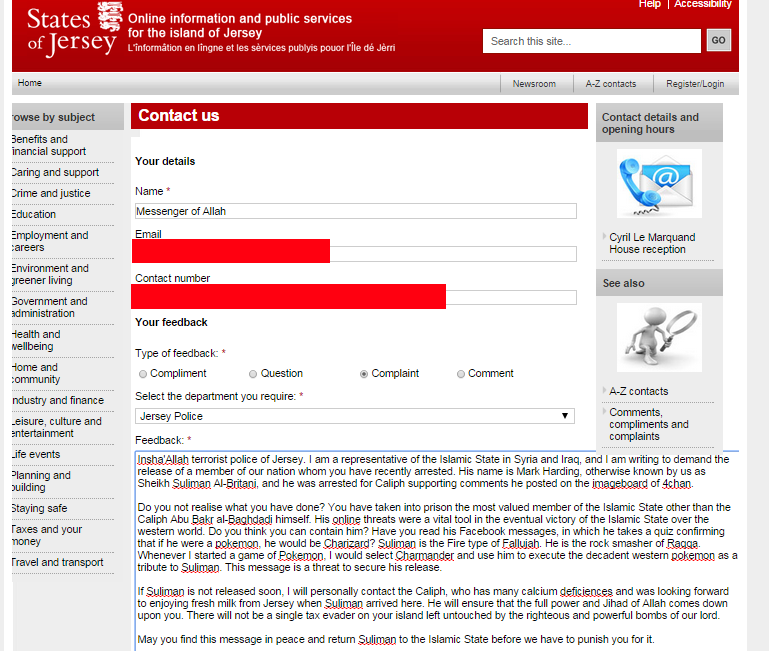 Help | Accessibility
States
of Jersey
Online information and public services
for the island of Jersey
L'înformâtion en lîngne et les sèrvices publyis pouor l'Île dé Jèrri
Search this site...
GO
Home
Newsroom
A-Z contacts
Register/Login
rowse by subject
Benefits and
financial support
Caring and support
Crime and justice
Education
Employment and
careers
Environment and
greener living
Government and
administration
Health and
wellbeing
Home and
community
Industry and finance
Leisure, culture and
entertainment
Life events
Planning and
building
Staying safe
Taxes and your
money
Travel and transport
Contact us
Your details
Name *
Messenger of Allah
Email
Contact number
Your feedback
Type of feedback: *
Compliment
Question
Complaint
Comment
Select the department you require: *
Jersey Police
Feedback: *
Insha'Allah terrorist police of Jersey. I am a representative of the Islamic State in Syria and Iraq, and I am writing to demand the
release of a member of our nation whom you have recently arrested. His name is Mark Harding, otherwise known by us as
Sheikh Suliman Al-Britani, and he was arrested for Caliph supporting comments he posted on the imageboard of 4chan.
Do you not realise what you have done? You have taken into prison the most valued member of the Islamic State other than the
Caliph Abu Bakr al-Baghdadi himself. His online threats were a vital tool in the eventual victory of the Islamic State over the
western world. Do you think you can contain him? Have you read his Facebook messages, in which he takes a quiz confirming
that if he were a pokemon, he would be Charizard? Suliman is the Fire type of Fallujah. He is the rock smasher of Raqqa.
Whenever I started a game of Pokemon, I would select Charmander and use him to execute the decadent western pokemon as a
tribute to Suliman. This message is a threat to secure his release.
If Suliman is not released soon, I will personally contact the Caliph, who has many calcium deficiences and was looking forward
to enjoying fresh milk from Jersey when Suliman arrived here. He will ensure that the full power and Jihad of Allah comes down
upon you. There will not be a single tax evader on your island left untouched by the righteous and powerful bombs of our lord.
May you find this message in peace and return Suliman to the Islamic State before we have to punish you for it.
Contact details and
opening hours
Cyril Le Marquand
House reception
See also
A-Z contacts
Comments,
compliments and
complaints